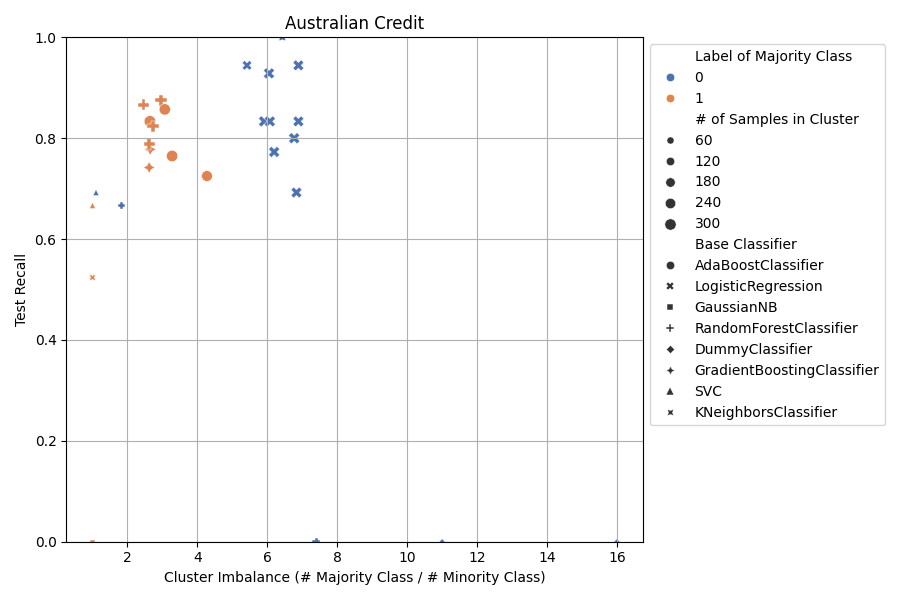 Australian Credit
1.0
0.8
0.6
0.4
0.2
0.0
Test Recall
2 4 6 8 10 12 14 16
Cluster Imbalance (# Majority Class / # Minority Class)
Label of Majority Class
0
1
# of Samples in Cluster
60
120
180
240
300
Base Classifier
AdaBoostClassifier
LogisticRegression
GaussianNB
RandomForestClassifier
DummyClassifier
GradientBoostingClassifier
SVC
KNeighborsClassifier